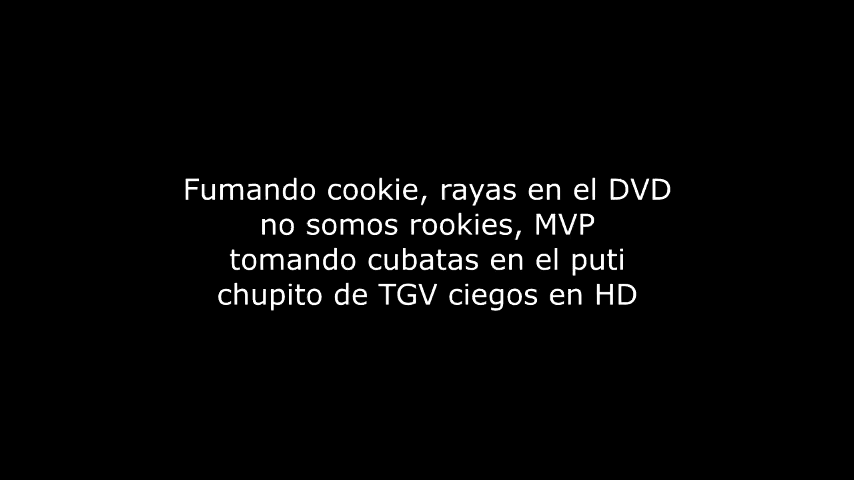 Fumando cookie, rayas en el DVD
no somos rookies, MVP
tomando cubatas en el puti
chupito de TGV ciegos en HD